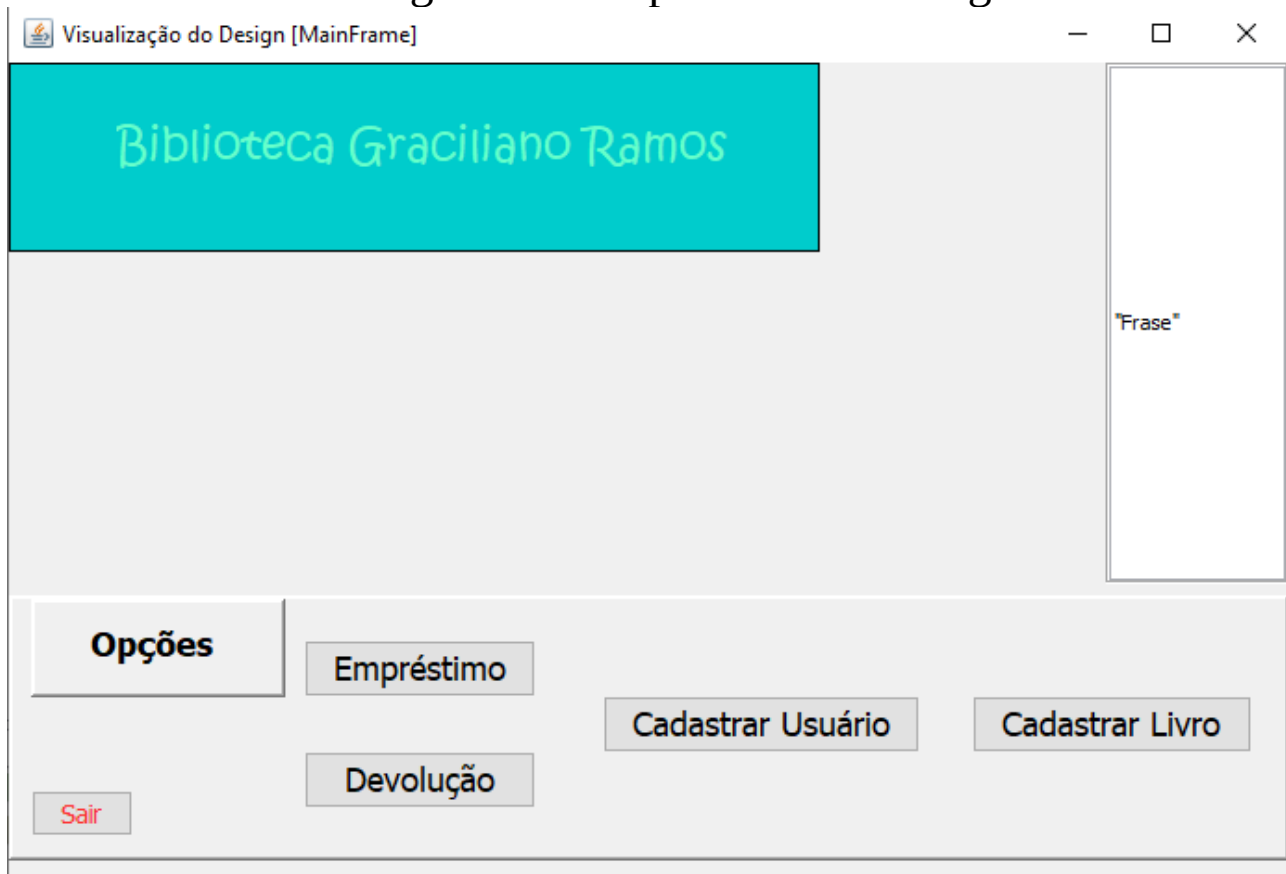 Visualização do Design [MainFrame]
Biblioteca Graciliano Ramos
"Frase"
Opções
Empréstimo
Cadastrar Usuário
Cadastrar Livro
Devolução
Sair